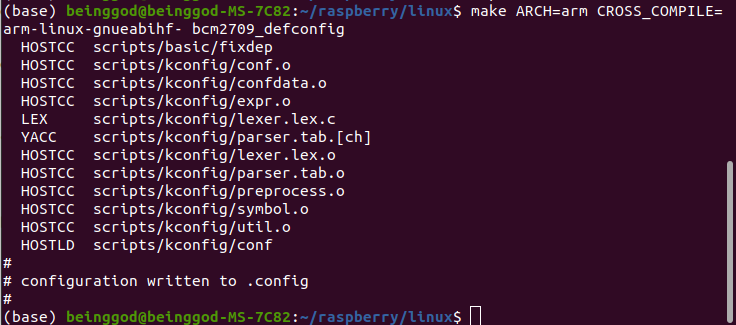 (base) beinggod@beinggod-MS-7C82:~/raspberry/linux$ make ARCH=arm CROSS_COMPILE=
arm-linux-gnueabihf- bcm2709_defconfig
  HOSTCC  scripts/basic/fixdep
  HOSTCC  scripts/kconfig/conf.o
  HOSTCC  scripts/kconfig/confdata.o
  HOSTCC  scripts/kconfig/expr.o
  LEX     scripts/kconfig/lexer.lex.c
  YACC    scripts/kconfig/parser.tab.[ch]
  HOSTCC  scripts/kconfig/lexer.lex.o
  HOSTCC  scripts/kconfig/parser.tab.o
  HOSTCC  scripts/kconfig/preprocess.o
  HOSTCC  scripts/kconfig/symbol.o
  HOSTCC  scripts/kconfig/util.o
  HOSTLD  scripts/kconfig/conf
#
# configuration written to .config
#
(base) beinggod@beinggod-MS-7C82:~/raspberry/linux$